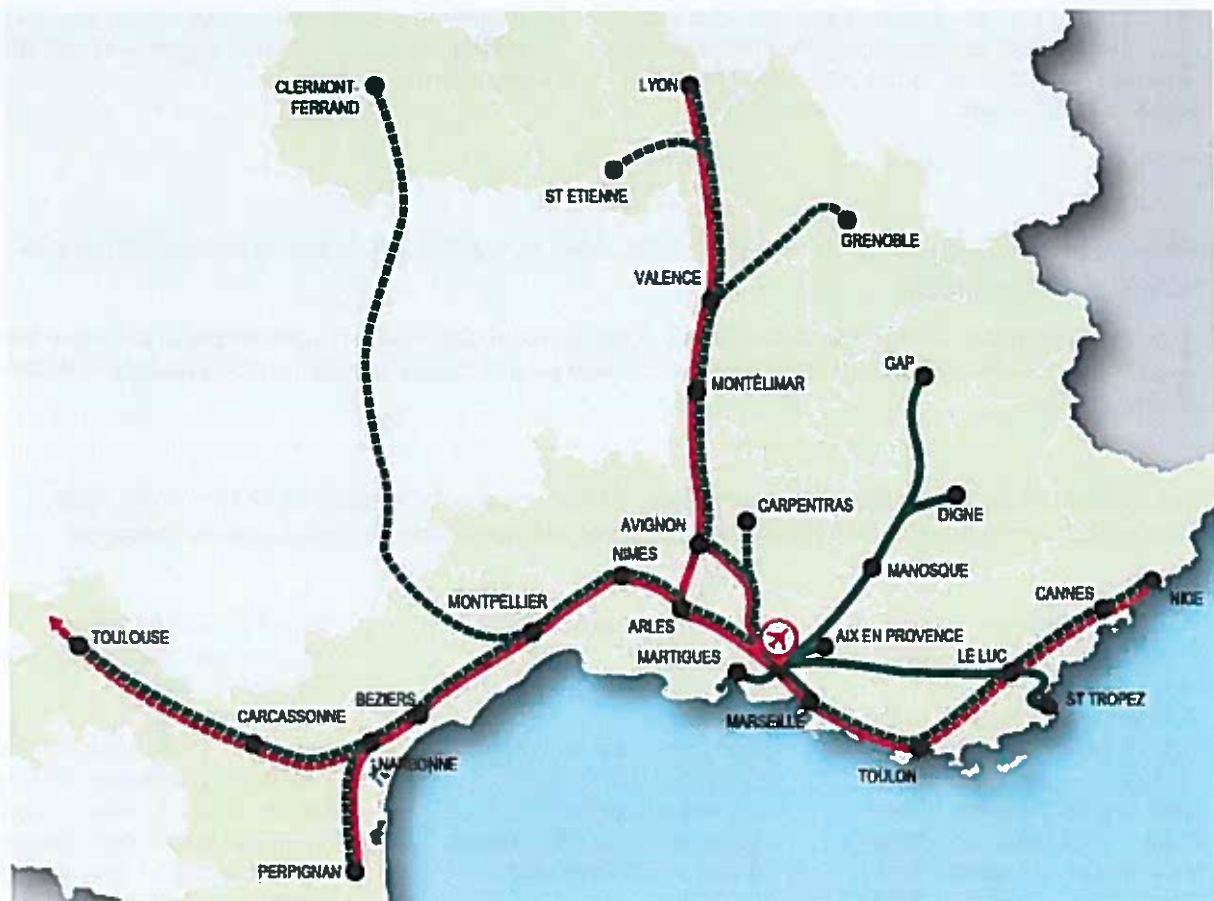 CLERMONT-
FERRAND
LYON
ST ETIENNE
GRENOBLE
VALENCE
GAP
MONTÉLIMAR
CARPENTRAS
DIGNE
AVIGNON
NIMES
MANOSQUE
CANNES
NICE
MONTPELLIER
ARLES
AIX EN PROVENCE
TOULOUSE
MARTIGUES
LE LUC
BEZIERS
ST TROPEZ
CARCASSONNE
MARSEILLE
NARBONNE
TOULON
PERPIGNAN